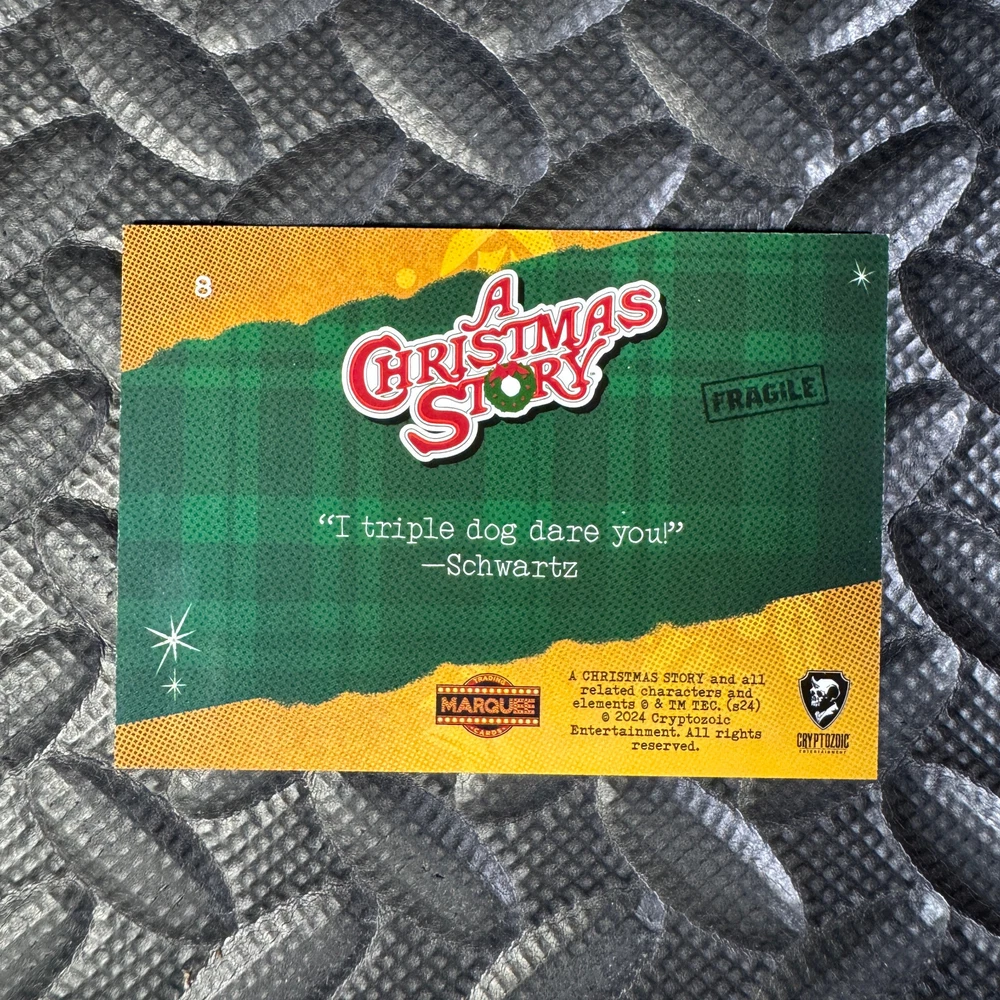 8
A
CHRISTMAS
STORY
FRAGILE
“I triple dog dare you!”
—Schwartz
TRADING
MARQUEE
CARDS
A CHRISTMAS STORY and all
related characters and
elements © & TM TEC. (s24)
© 2024 Cryptozoic
Entertainment. All rights
reserved.
CRYPTOZOIC
ENTERTAINMENT